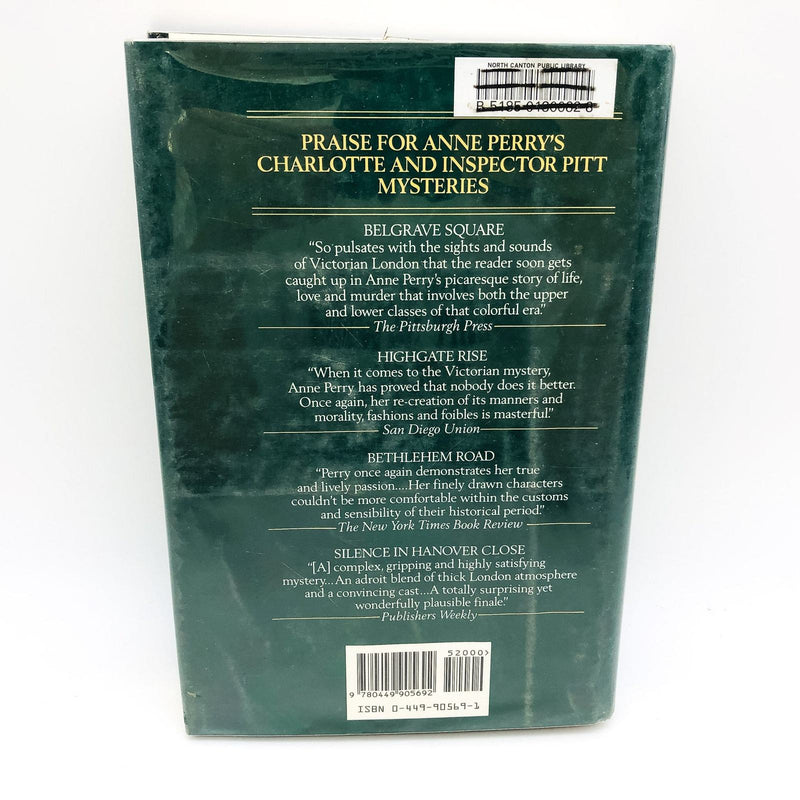 NORTH CANTON PUBLIC LIBRARY
PRAISE FOR ANNE PERRY'S
CHARLOTTE AND INSPECTOR PITT
MYSTERIES
BELGRAVE SQUARE
“So pulsates with the sights and sounds
of Victorian London that the reader soon gets
caught up in Anne Perry's picaresque story of life,
love and murder that involves both the upper
and lower classes of that colorful era.”
The Pittsburgh Press
HIGHGATE RISE
“When it comes to the Victorian mystery,
Anne Perry has proved that nobody does it better.
Once again, her re-creation of its manners and
morality, fashions and foibles is masterful.”
San Diego Union
BETHLEHEM ROAD
“Perry once again demonstrates her true
and lively passion....Her finely drawn characters
couldn't be more comfortable within the customs
and sensibility of their historical period.”
The New York Times Book Review
SILENCE IN HANOVER CLOSE
“[A] complex, gripping and highly satisfying
mystery...An adroit blend of thick London atmosphere
and a convincing cast...A totally surprising yet
wonderfully plausible finale.”
Publishers Weekly
52000>
9 780449 905692
ISBN 0-449-90569-1